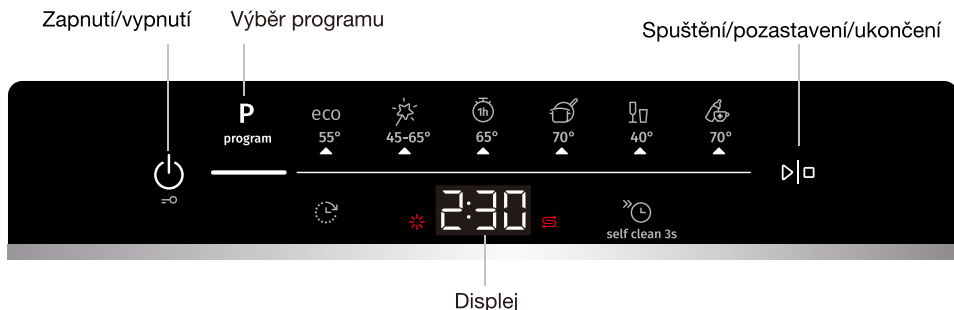 Zapnutí/vypnutí
Výběr programu
Spuštění/pozastavení/ukončení
P
program
eco
1h
55°
45-65°
65°
70°
40°
70°
2:30
self clean 3s
Displej